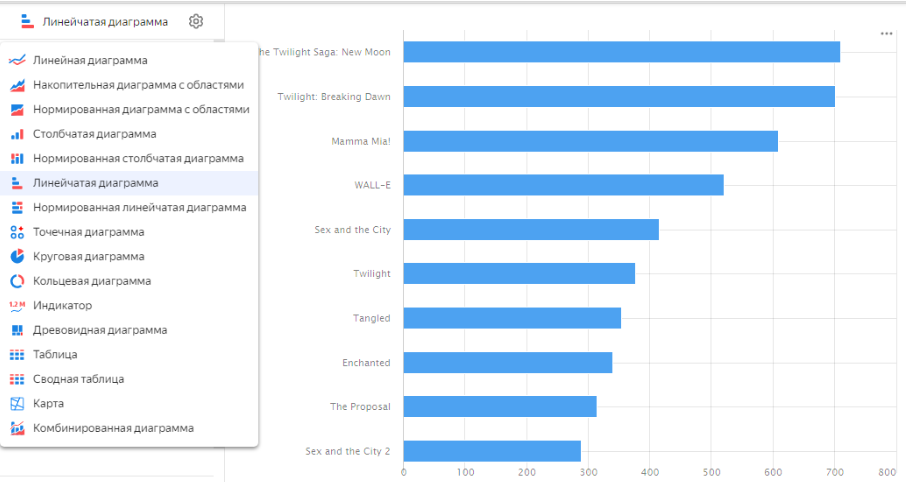 Линейчатая диаграмма
Линейная диаграмма
Накопительная диаграмма с областями
Нормированная диаграмма с областями
Столбчатая диаграмма
Нормированная столбчатая диаграмма
Линейчатая диаграмма
Нормированная линейчатая диаграмма
Точечная диаграмма
Круговая диаграмма
Кольцевая диаграмма
1,2 M Индикатор
Древовидная диаграмма
Таблица
Сводная таблица
Карта
Комбинированная диаграмма
he Twilight Saga: New Moon
Twilight: Breaking Dawn
Mamma Mia!
WALL-E
Sex and the City
Twilight
Tangled
Enchanted
The Proposal
Sex and the City 2
0 100 200 300 400 500 600 700 800